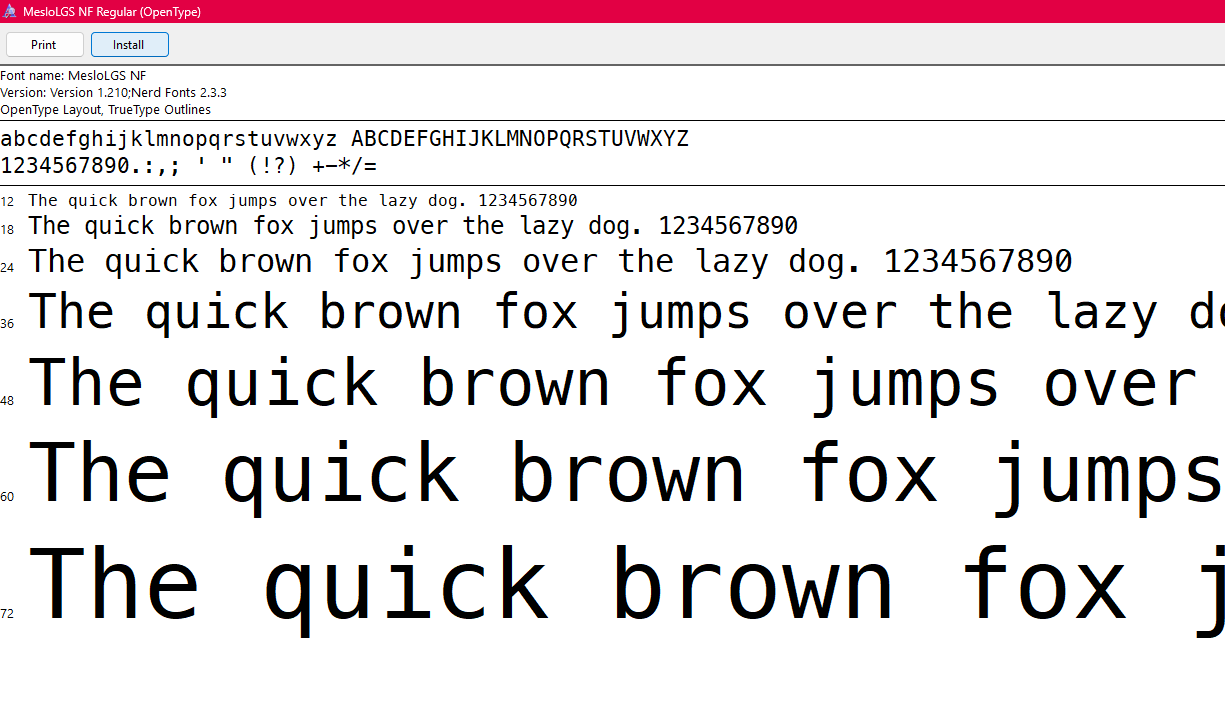 MesloLGS NF Regular (OpenType)
Print Install
Font name: MesloLGS NF
Version: Version 1.210;Nerd Fonts 2.3.3
OpenType Layout, TrueType Outlines
abcdefghijklmnopqrstuvwxyz ABCDEFGHIJKLMNOPQRSTUVWXYZ
1234567890.:,; ' " (!?) +-*/=
12 The quick brown fox jumps over the lazy dog. 1234567890
18 The quick brown fox jumps over the lazy dog. 1234567890
24 The quick brown fox jumps over the lazy dog. 1234567890
36 The quick brown fox jumps over the lazy do
48 The quick brown fox jumps over
60 The quick brown fox jumps
72 The quick brown fox j